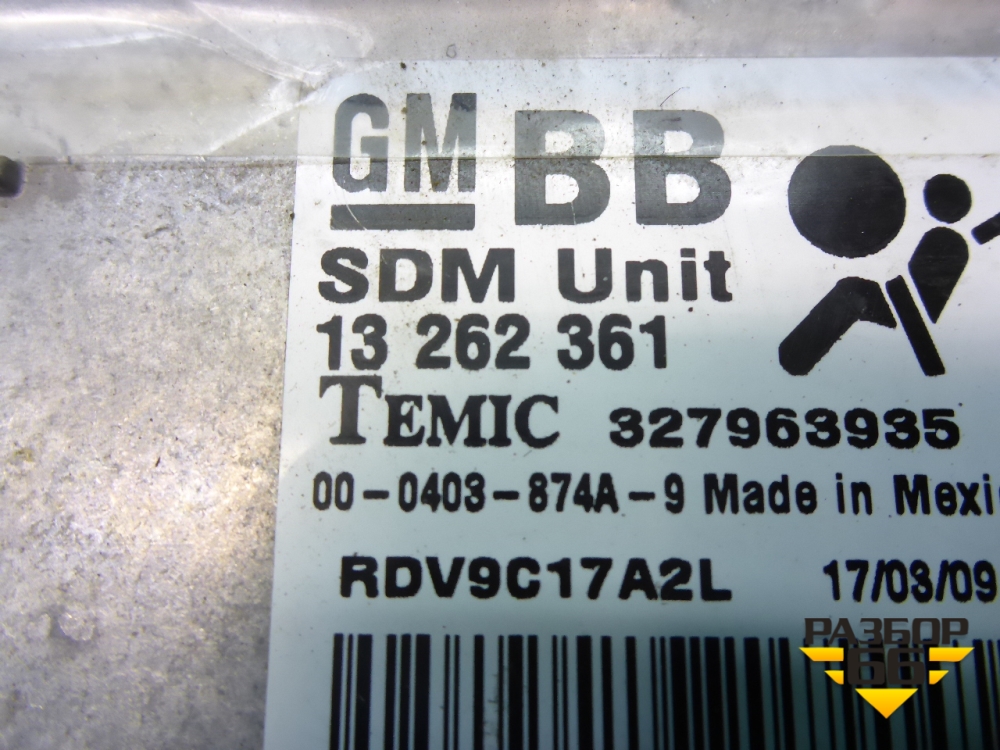 GM BB
SDM Unit
13 262 361
TEMIC 327963935
00-0403-874A-9 Made in Mexi
RDV9C17A2L 17/03/09
РАЗБОР
66